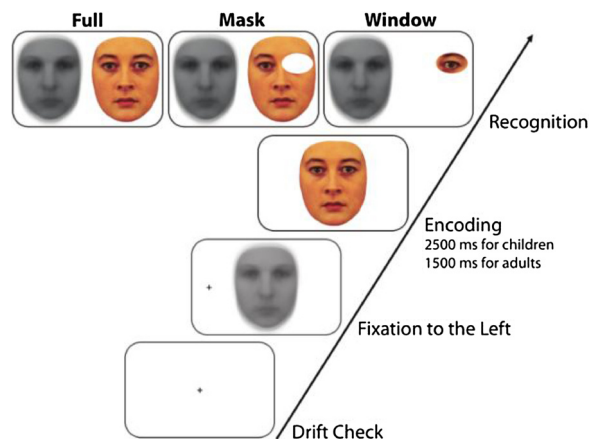 Full
Mask
Window
Recognition
Encoding
2500 ms for children
1500 ms for adults
Fixation to the Left
Drift Check